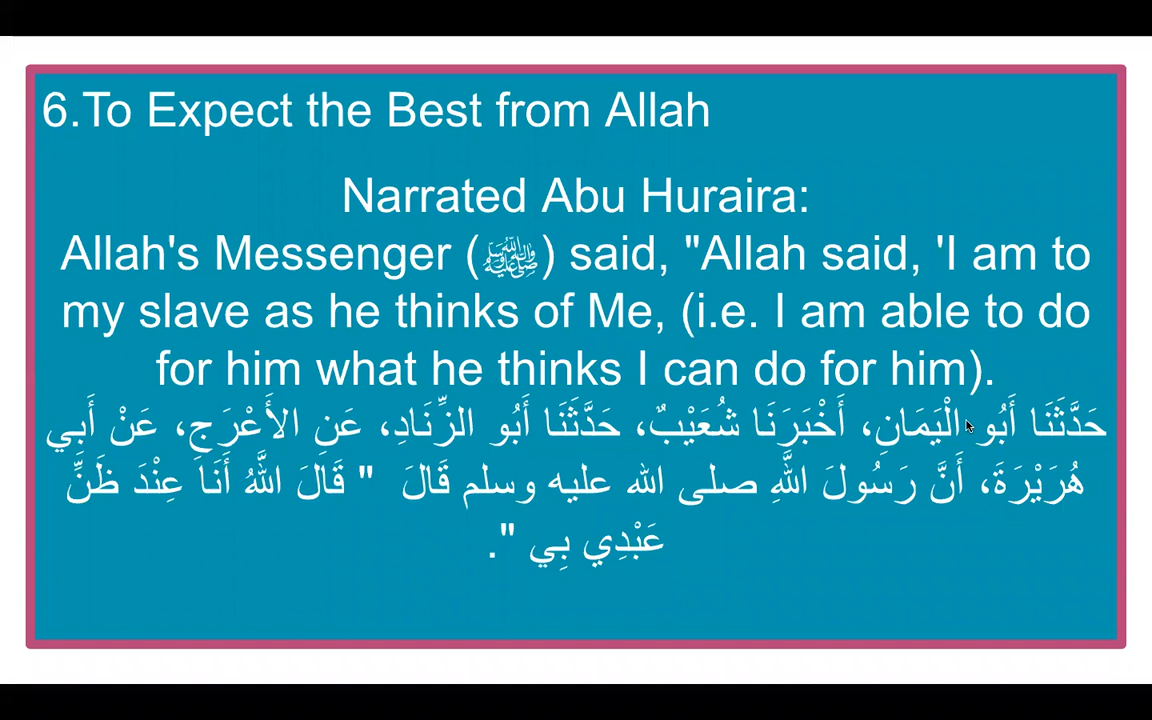 6.To Expect the Best from Allah
Narrated Abu Huraira:
Allah's Messenger (ﷺ) said, "Allah said, 'I am to
my slave as he thinks of Me, (i.e. I am able to do
for him what he thinks I can do for him).
حَدَّثَنَا أَبُو الْيَمَانِ، أَخْبَرَنَا شُعَيْبٌ، حَدَّثَنَا أَبُو الزِّنَادِ، عَنِ الأَعْرَجِ، عَنْ أَبِي
هُرَيْرَةَ، أَنَّ رَسُولَ اللَّهِ صلى الله عليه وسلم قَالَ ‏ "‏ قَالَ اللَّهُ أَنَا عِنْدَ ظَنِّ
عَبْدِي بِي ‏"‏‏.‏